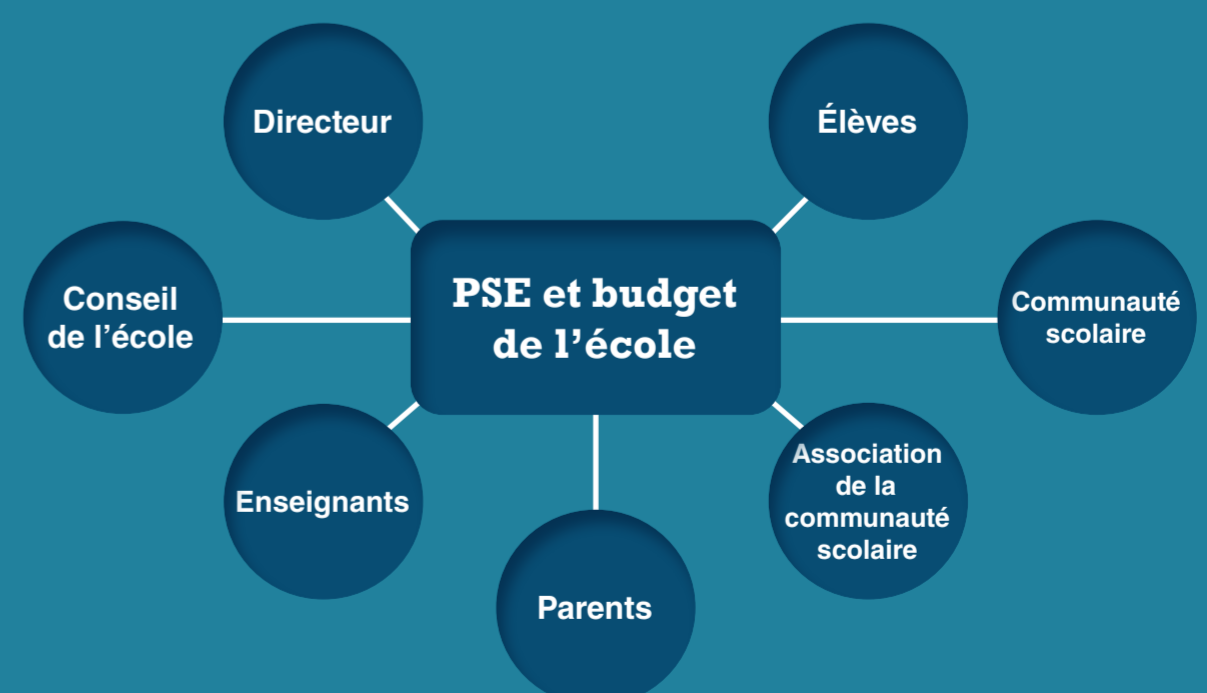 Directeur
Élèves
PSE et budget
de l'école
Conseil
de l'école
Communauté
scolaire
Enseignants
Association
de la
communauté
scolaire
Parents